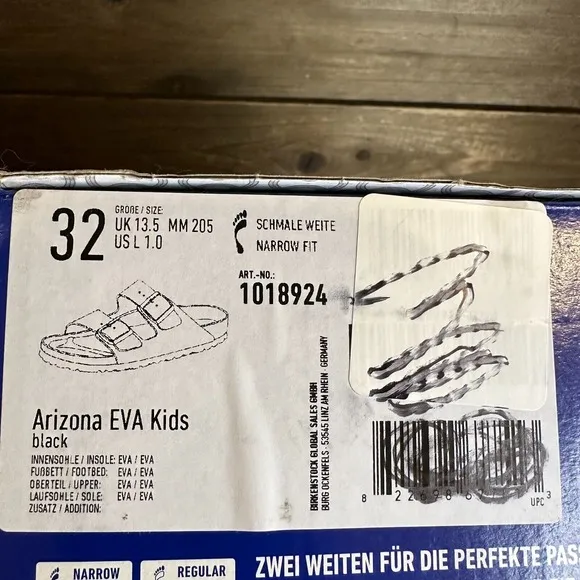 32
GRÖßE / SIZE:
UK 13.5 MM 205
US L 1.0
SCHMALE WEITE
NARROW FIT
ART.-NO.:
1018924
Arizona EVA Kids
black
INNENSOHLE / INSOLE: EVA / EVA
FUßBETT / FOOTBED: EVA / EVA
OBERTEIL / UPPER: EVA / EVA
LAUFSOHLE / SOLE: EVA / EVA
ZUSATZ / ADDITION:
BIRKENSTOCK GLOBAL SALES GMBH
BURG OCKENFELS · 53545 LINZ AM RHEIN · GERMANY
8 3
UPC
NARROW
REGULAR
ZWEI WEITEN FÜR DIE PERFEKTE PAS